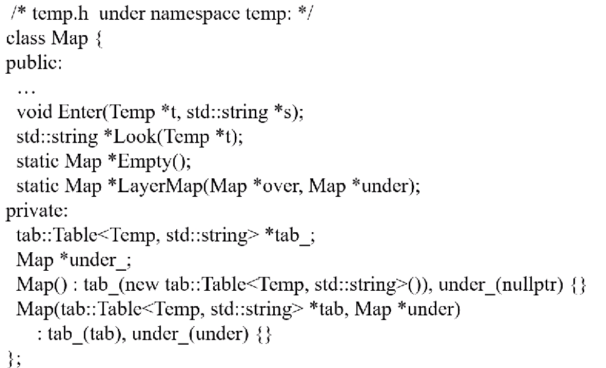 /* temp.h  under namespace temp: */
class Map {
public:
  …
  void Enter(Temp *t, std::string *s);
  std::string *Look(Temp *t);
  static Map *Empty();
  static Map *LayerMap(Map *over, Map *under);
private:
  tab::Table<Temp, std::string> *tab_;
  Map *under_;
  Map() : tab_(new tab::Table<Temp, std::string>()), under_(nullptr) {}
  Map(tab::Table<Temp, std::string> *tab, Map *under)
    : tab_(tab), under_(under) {}
};